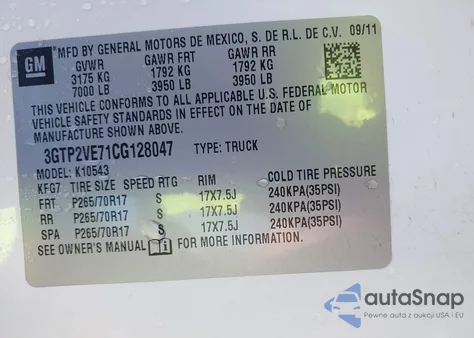 GM
MFD BY GENERAL MOTORS DE MEXICO, S. DE R.L. DE C.V. 09/11
GVWR GAWR FRT GAWR RR
3175 KG 1792 KG 1792 KG
7000 LB 3950 LB 3950 LB
THIS VEHICLE CONFORMS TO ALL APPLICABLE U.S. FEDERAL MOTOR
VEHICLE SAFETY STANDARDS IN EFFECT ON THE DATE OF
MANUFACTURE SHOWN ABOVE.
3GTP2VE71CG128047 TYPE: TRUCK
MODEL: K10543
KFG7 TIRE SIZE SPEED RTG RIM COLD TIRE PRESSURE
FRT P265/70R17 S 17X7.5J 240KPA(35PSI)
RR P265/70R17 S 17X7.5J 240KPA(35PSI)
SPA P265/70R17 S 17X7.5J 240KPA(35PSI)
SEE OWNER'S MANUAL FOR MORE INFORMATION.
autoSnap
Pewne auta z aukcji USA i EU